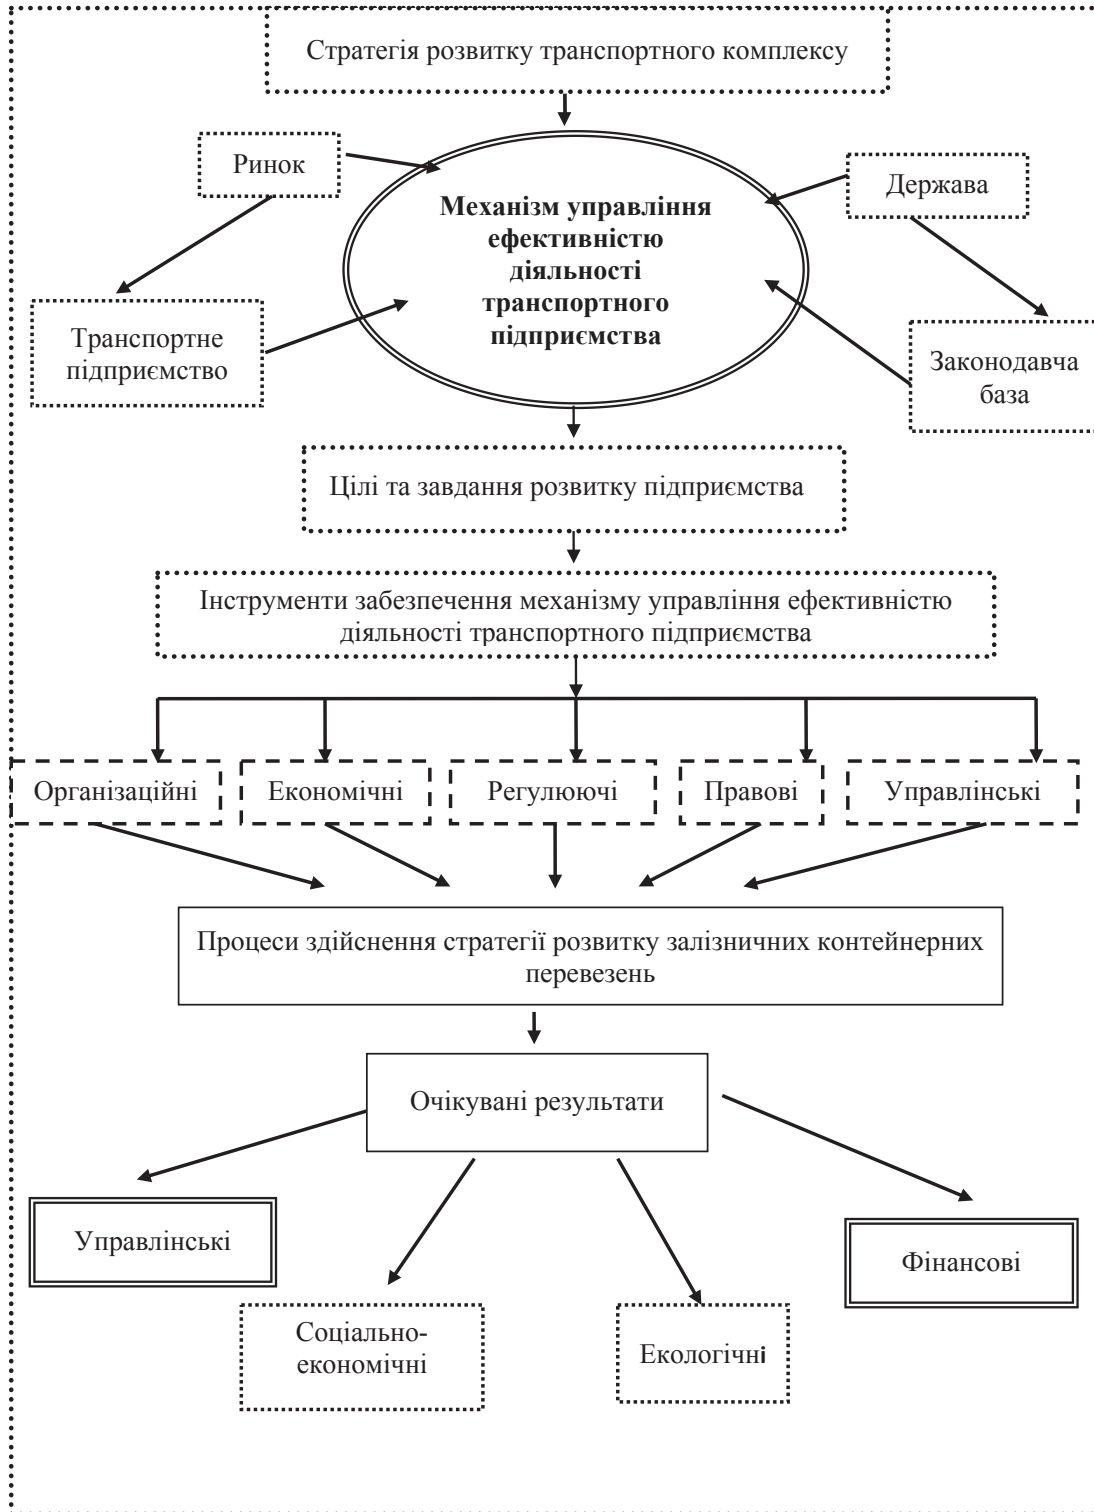 Стратегія розвитку транспортного комплексу
Ринок
Держава
Механізм управління
ефективністю
діяльності
транспортного
підприємства
Транспортне
підприємство
Законодавча
база
Цілі та завдання розвитку підприємства
Інструменти забезпечення механізму управління ефективністю
діяльності транспортного підприємства
Організаційні
Економічні
Регулюючі
Правові
Управлінські
Процеси здійснення стратегії розвитку залізничних контейнерних
перевезень
Очікувані результати
Управлінські
Фінансові
Соціально-
економічні
Екологічні